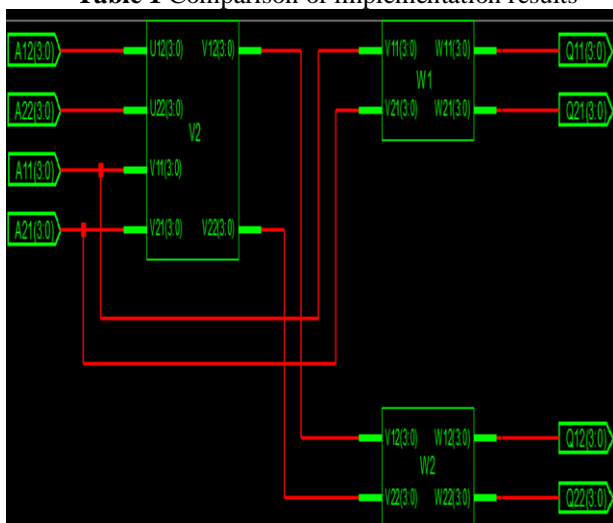 Table 1 Comparison of implementation results
A12(3:0)
U12(3:0) V12(3:0)
V11(3:0) W11(3:0)
Q11(3:0)
W1
A22(3:0)
U22(3:0)
V21(3:0) W21(3:0)
Q21(3:0)
V2
A11(3:0)
V11(3:0)
A21(3:0)
V21(3:0) V22(3:0)
V12(3:0) W12(3:0)
Q12(3:0)
W2
V22(3:0) W22(3:0)
Q22(3:0)